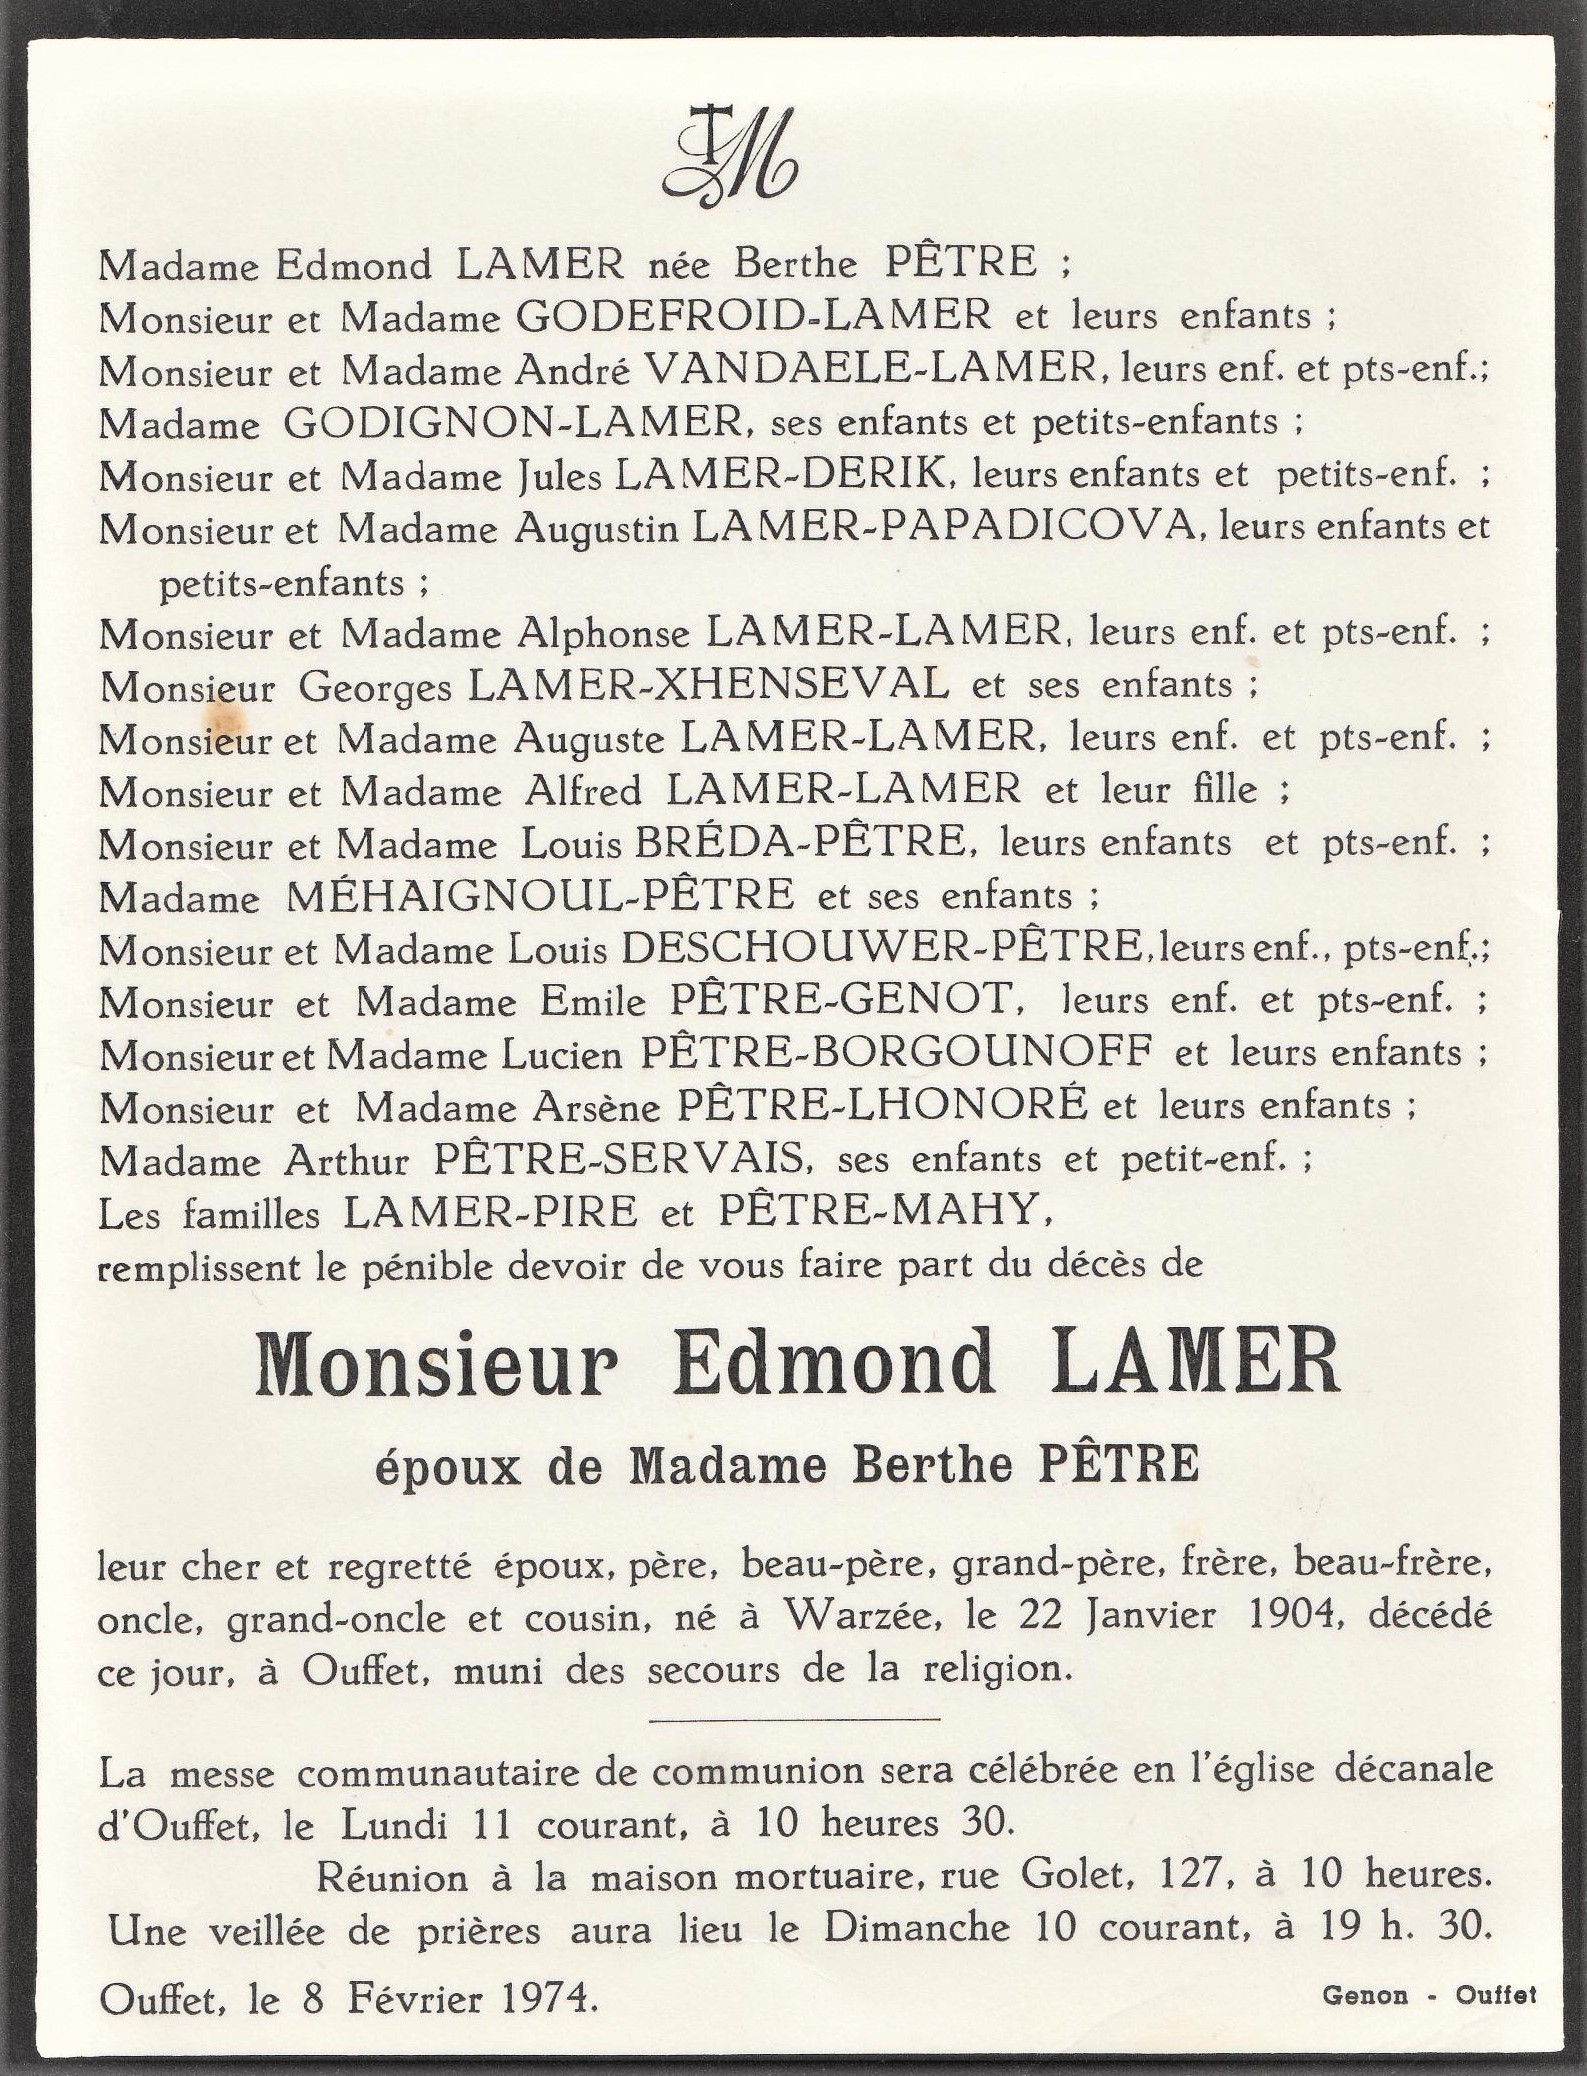 M
Madame Edmond LAMER née Berthe PÊTRE ;
Monsieur et Madame GODEFROID-LAMER et leurs enfants ;
Monsieur et Madame André VANDAELE-LAMER, leurs enf. et pts-enf.;
Madame GODIGNON-LAMER, ses enfants et petits-enfants ;
Monsieur et Madame Jules LAMER-DERIK, leurs enfants et petits-enf. ;
Monsieur et Madame Augustin LAMER-PAPADICOVA, leurs enfants et
petits-enfants ;
Monsieur et Madame Alphonse LAMER-LAMER, leurs enf. et pts-enf. ;
Monsieur Georges LAMER-XHENSEVAL et ses enfants ;
Monsieur et Madame Auguste LAMER-LAMER, leurs enf. et pts-enf. ;
Monsieur et Madame Alfred LAMER-LAMER et leur fille ;
Monsieur et Madame Louis BRÉDA-PÊTRE, leurs enfants et pts-enf. ;
Madame MÉHAIGNOUL-PÊTRE et ses enfants ;
Monsieur et Madame Louis DESCHOUWER-PÊTRE, leurs enf., pts-enf.;
Monsieur et Madame Emile PÊTRE-GENOT, leurs enf. et pts-enf. ;
Monsieur et Madame Lucien PÊTRE-BORGOUNOFF et leurs enfants ;
Monsieur et Madame Arsène PÊTRE-LHONORÉ et leurs enfants ;
Madame Arthur PÊTRE-SERVAIS, ses enfants et petit-enf. ;
Les familles LAMER-PIRE et PÊTRE-MAHY,
remplissent le pénible devoir de vous faire part du décès de
Monsieur Edmond LAMER
époux de Madame Berthe PÊTRE
leur cher et regretté époux, père, beau-père, grand-père, frère, beau-frère,
oncle, grand-oncle et cousin, né à Warzée, le 22 Janvier 1904, décédé
ce jour, à Ouffet, muni des secours de la religion.
La messe communautaire de communion sera célébrée en l'église décanale
d'Ouffet, le Lundi 11 courant, à 10 heures 30.
Réunion à la maison mortuaire, rue Golet, 127, à 10 heures.
Une veillée de prières aura lieu le Dimanche 10 courant, à 19 h. 30.
Ouffet, le 8 Février 1974.
Genon - Ouffet